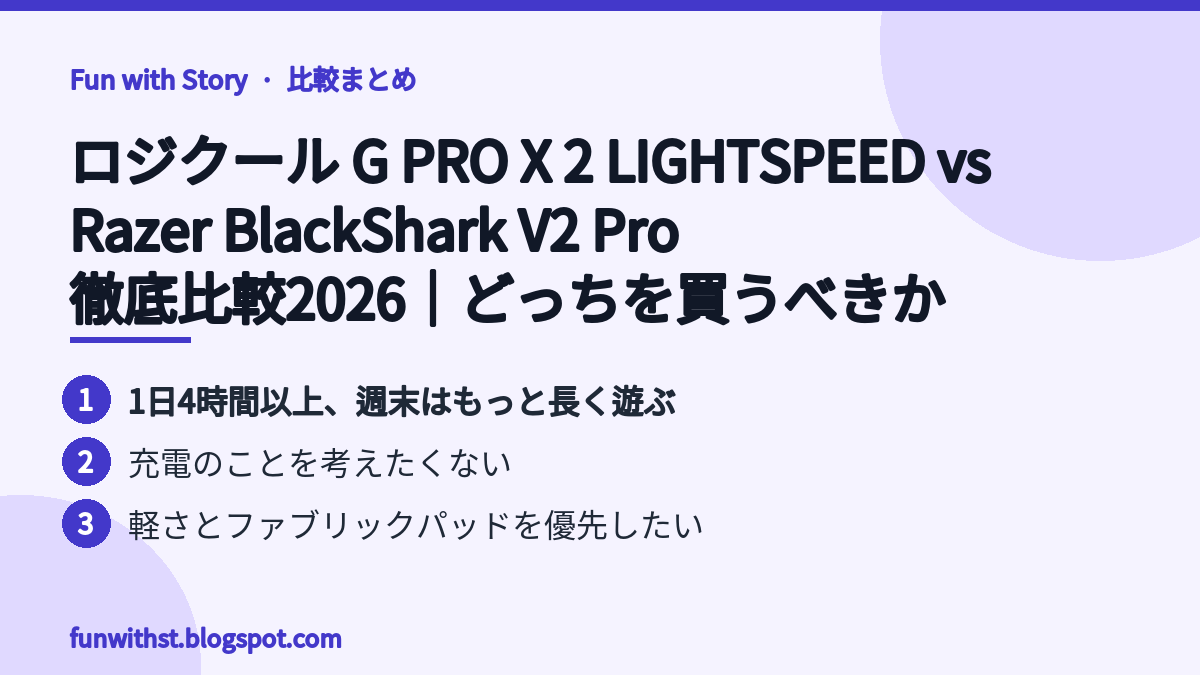 Fun with Story · 比較まとめ
ロジクール G PRO X 2 LIGHTSPEED vs
Razer BlackShark V2 Pro
徹底比較2026｜どっちを買うべきか
1 1日4時間以上、週末はもっと長く遊ぶ
2 充電のことを考えたくない
3 軽さとファブリックパッドを優先したい
funwithst.blogspot.com